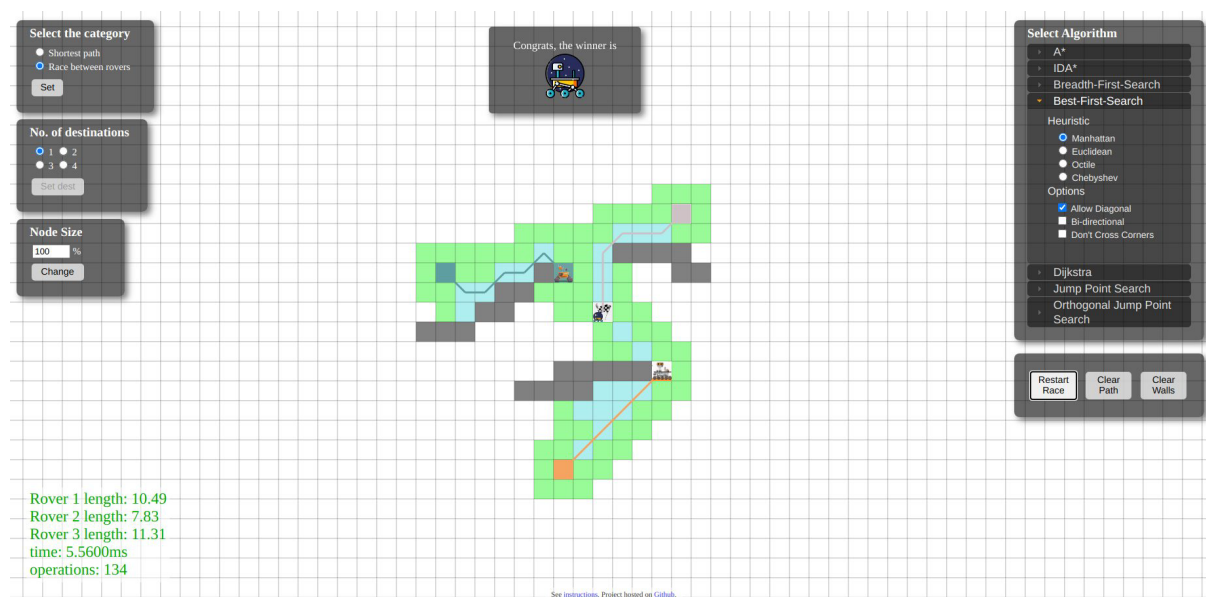 Select the category
Shortest path
Race between rovers
Set
No. of destinations
1 2
3 4
Set dest
Node Size
100 %
Change
Congrats, the winner is
Select Algorithm
A*
IDA*
Breadth-First-Search
Best-First-Search
Heuristic
Manhattan
Euclidean
Octile
Chebyshev
Options
Allow Diagonal
Bi-directional
Don't Cross Corners
Dijkstra
Jump Point Search
Orthogonal Jump Point
Search
Restart
Race
Clear
Path
Clear
Walls
Rover 1 length: 10.49
Rover 2 length: 7.83
Rover 3 length: 11.31
time: 5.5600ms
operations: 134
See instructions. Project hosted on Github.